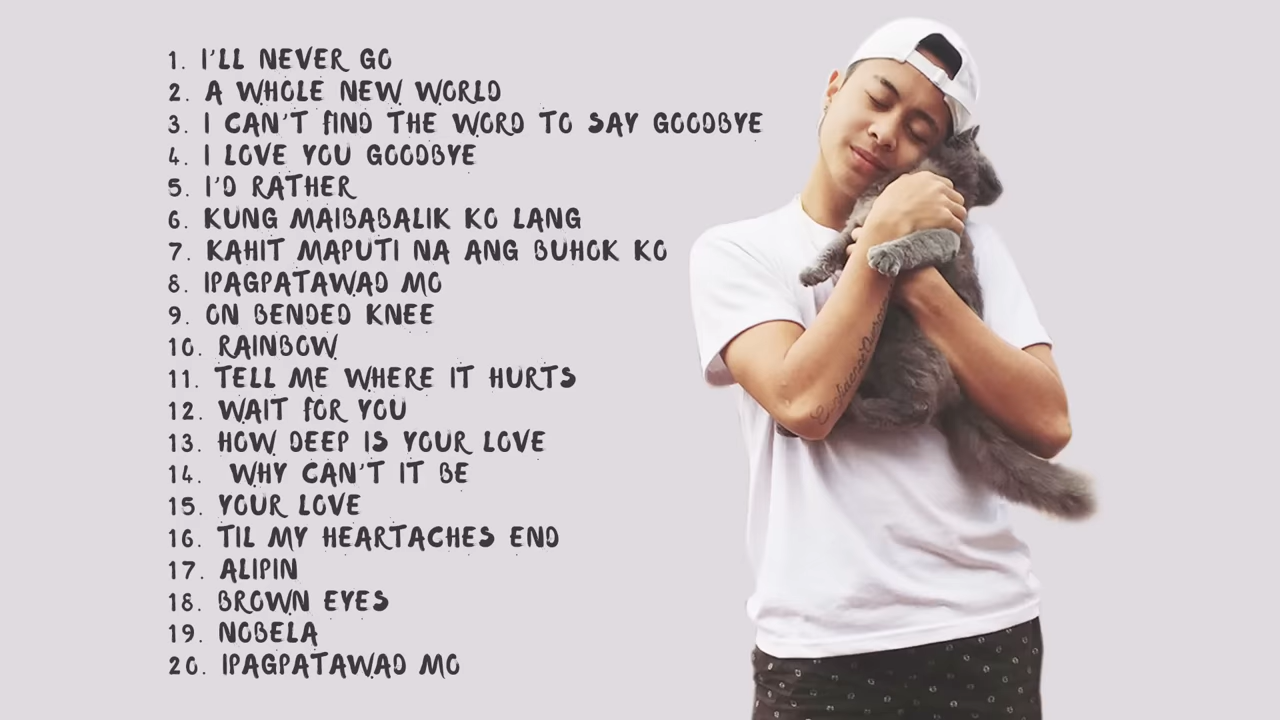 1. I'LL NEVER GO
2. A WHOLE NEW WORLD
3. I CAN'T FIND THE WORD TO SAY GOODBYE
4. I LOVE YOU GOODBYE
5. I'D RATHER
6. KUNG MAIBABALIK KO LANG
7. KAHIT MAPUTI NA ANG BUHOK KO
8. IPAGPATAWAD MO
9. ON BENDED KNEE
10. RAINBOW
11. TELL ME WHERE IT HURTS
12. WAIT FOR YOU
13. HOW DEEP IS YOUR LOVE
14. WHY CAN'T IT BE
15. YOUR LOVE
16. TIL MY HEARTACHES END
17. ALIPIN
18. BROWN EYES
19. NOBELA
20. IPAGPATAWAD MO